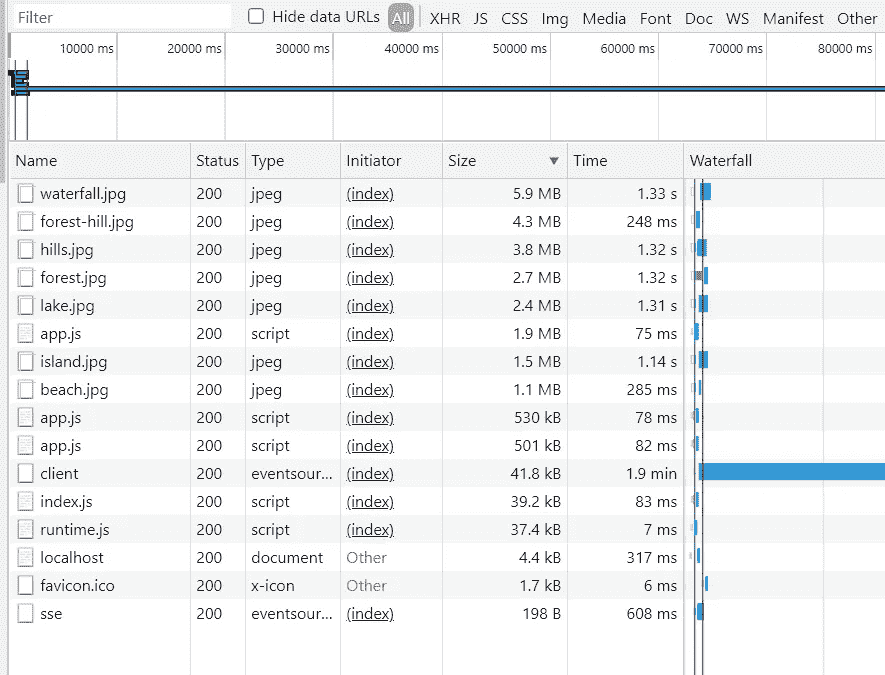 Filter Hide data URLs All XHR JS CSS Img Media Font Doc WS Manifest Other
10000 ms 20000 ms 30000 ms 40000 ms 50000 ms 60000 ms 70000 ms 80000 ms
Name Status Type Initiator Size ▼ Time Waterfall
waterfall.jpg 200 jpeg (index) 5.9 MB 1.33 s
forest-hill.jpg 200 jpeg (index) 4.3 MB 248 ms
hills.jpg 200 jpeg (index) 3.8 MB 1.32 s
forest.jpg 200 jpeg (index) 2.7 MB 1.32 s
lake.jpg 200 jpeg (index) 2.4 MB 1.31 s
app.js 200 script (index) 1.9 MB 75 ms
island.jpg 200 jpeg (index) 1.5 MB 1.14 s
beach.jpg 200 jpeg (index) 1.1 MB 285 ms
app.js 200 script (index) 530 kB 78 ms
app.js 200 script (index) 501 kB 82 ms
client 200 eventsour... (index) 41.8 kB 1.9 min
index.js 200 script (index) 39.2 kB 83 ms
runtime.js 200 script (index) 37.4 kB 7 ms
localhost 200 document Other 4.4 kB 317 ms
favicon.ico 200 x-icon Other 1.7 kB 6 ms
sse 200 eventsour... (index) 198 B 608 ms